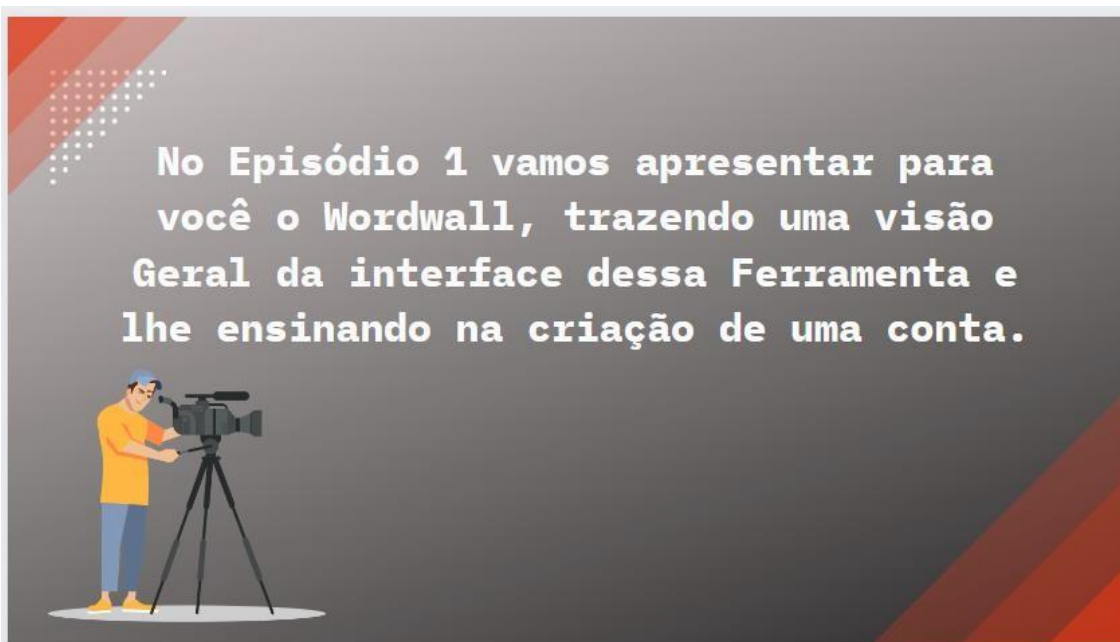 No Episódio 1 vamos apresentar para
você o Wordwall, trazendo uma visão
Geral da interface dessa Ferramenta e
lhe ensinando na criação de uma conta.